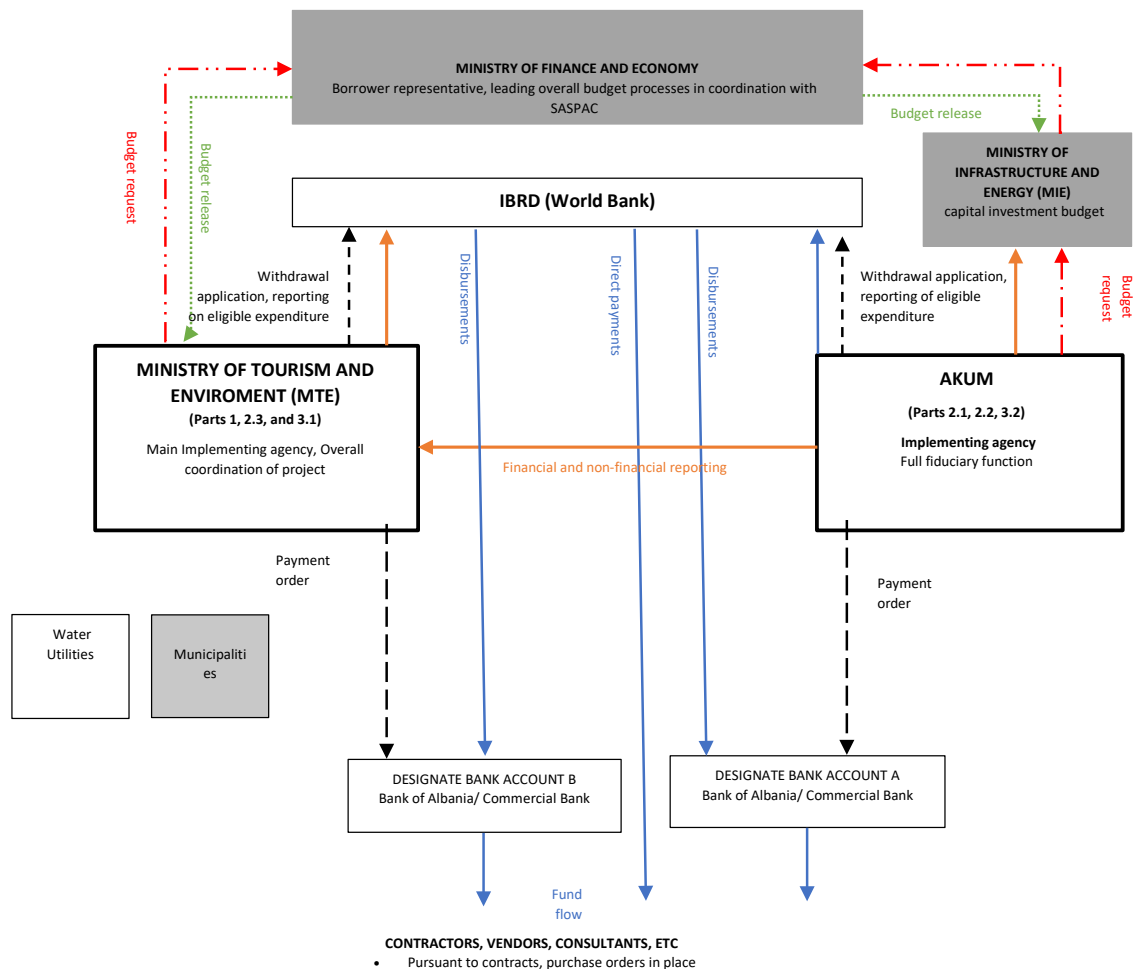 MINISTRY OF FINANCE AND ECONOMY
Borrower representative, leading overall budget processes in coordination with
SASPAC
Budget request
Budget release
Budget release
MINISTRY OF
INFRASTRUCTURE AND
ENERGY (MIE)
capital investment budget
IBRD (World Bank)
Withdrawal
application, reporting
on eligible expenditure
Disbursements
Direct payments
Disbursements
Withdrawal application,
reporting of eligible
expenditure
Budget
request
MINISTRY OF TOURISM AND
ENVIROMENT (MTE)
(Parts 1, 2.3, and 3.1)
Main Implementing agency, Overall
coordination of project
Financial and non-financial reporting
AKUM
(Parts 2.1, 2.2, 3.2)
Implementing agency
Full fiduciary function
Payment
order
Payment
order
Water
Utilities
Municipaliti
es
DESIGNATE BANK ACCOUNT B
Bank of Albania/ Commercial Bank
DESIGNATE BANK ACCOUNT A
Bank of Albania/ Commercial Bank
Fund
flow
CONTRACTORS, VENDORS, CONSULTANTS, ETC
• Pursuant to contracts, purchase orders in place